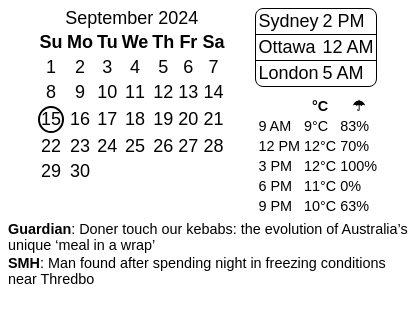 September 2024
Su Mo Tu We Th Fr Sa
1 2 3 4 5 6 7
8 9 10 11 12 13 14
15 16 17 18 19 20 21
22 23 24 25 26 27 28
29 30
Sydney 2 PM
Ottawa 12 AM
London 5 AM
°C ☂
9 AM 9°C 83%
12 PM 12°C 70%
3 PM 12°C 100%
6 PM 11°C 0%
9 PM 10°C 63%
Guardian: Doner touch our kebabs: the evolution of Australia’s
unique ‘meal in a wrap’
SMH: Man found after spending night in freezing conditions
near Thredbo